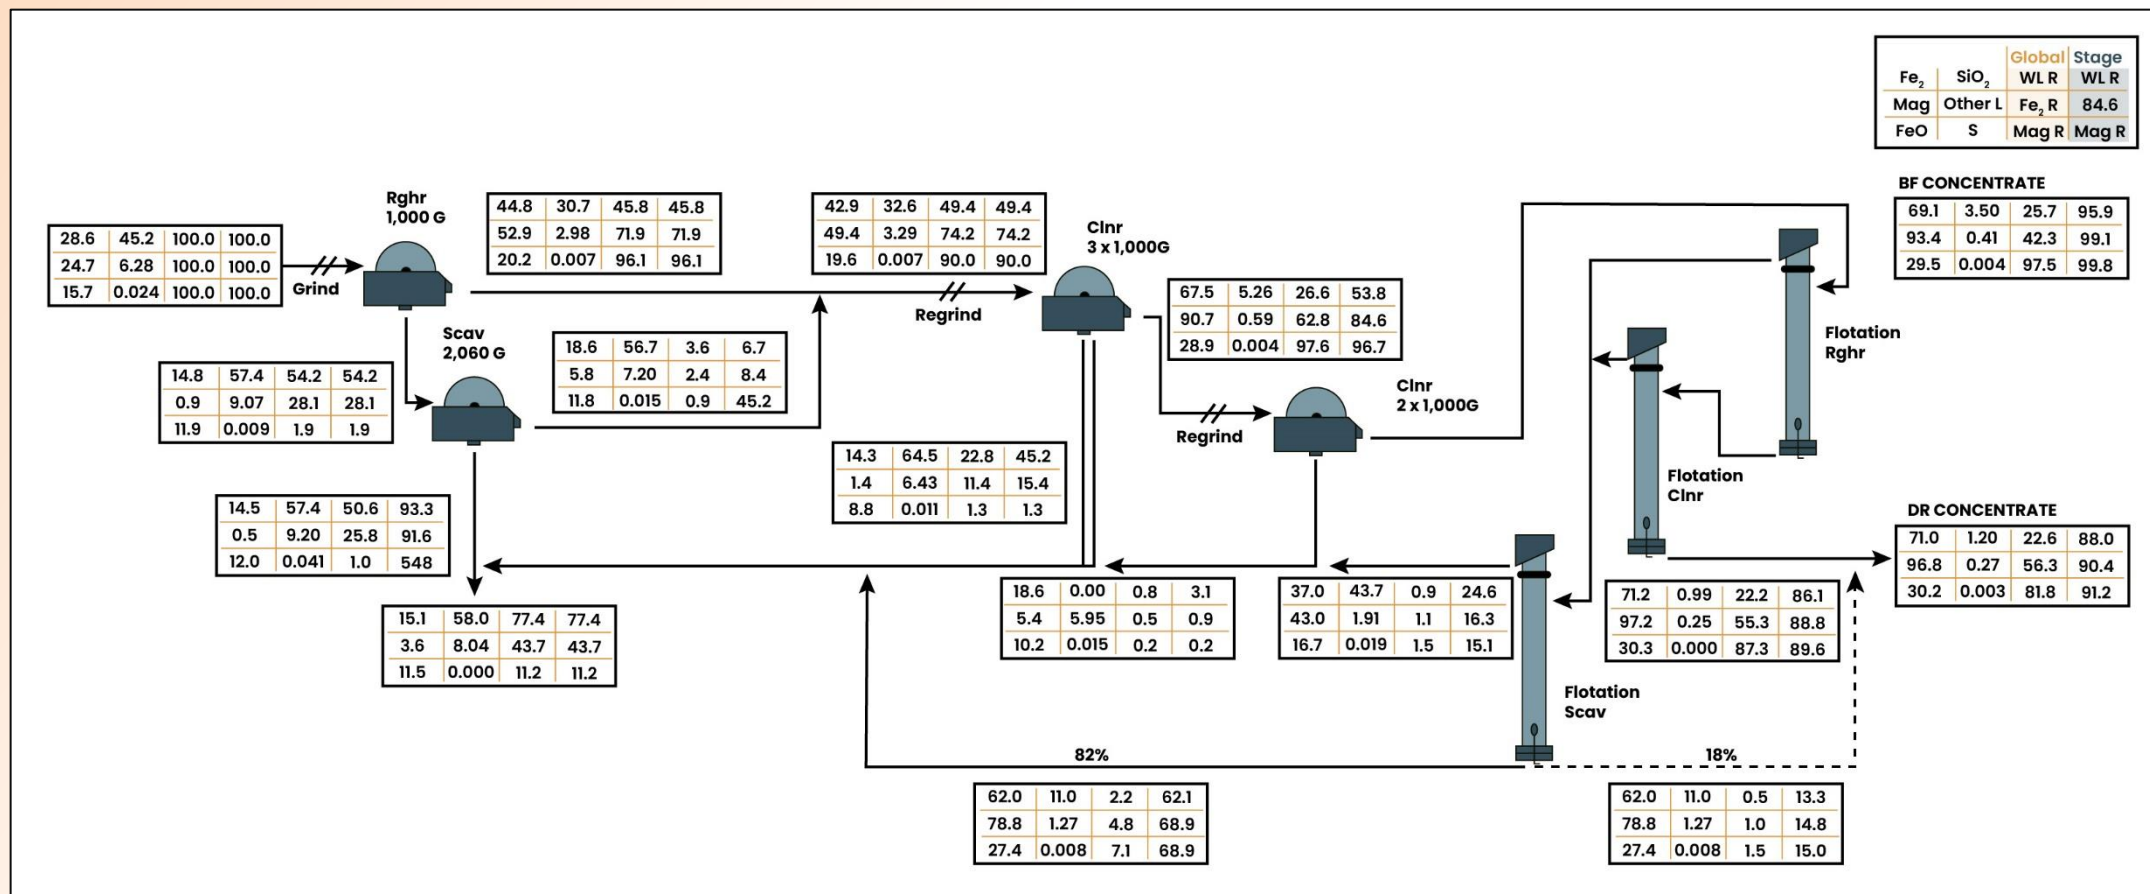 Global Stage
Fe2 SiO2 WL R WL R
Mag Other L Fe2 R 84.6
FeO S Mag R Mag R
BF CONCENTRATE
69.1 3.50 25.7 95.9
93.4 0.41 42.3 99.1
29.5 0.004 97.5 99.8
Rghr
1,000 G
28.6 45.2 100.0 100.0
24.7 6.28 100.0 100.0
15.7 0.024 100.0 100.0
Grind
44.8 30.7 45.8 45.8
52.9 2.98 71.9 71.9
20.2 0.007 96.1 96.1
42.9 32.6 49.4 49.4
49.4 3.29 74.2 74.2
19.6 0.007 90.0 90.0
Regrind
Clnr
3 x 1,000G
67.5 5.26 26.6 53.8
90.7 0.59 62.8 84.6
28.9 0.004 97.6 96.7
Flotation
Rghr
Scav
2,060 G
18.6 56.7 3.6 6.7
5.8 7.20 2.4 8.4
11.8 0.015 0.9 45.2
14.8 57.4 54.2 54.2
0.9 9.07 28.1 28.1
11.9 0.009 1.9 1.9
Clnr
2 x 1,000G
Regrind
14.3 64.5 22.8 45.2
1.4 6.43 11.4 15.4
8.8 0.011 1.3 1.3
Flotation
Clnr
14.5 57.4 50.6 93.3
0.5 9.20 25.8 91.6
12.0 0.041 1.0 548
DR CONCENTRATE
71.0 1.20 22.6 88.0
96.8 0.27 56.3 90.4
30.2 0.003 81.8 91.2
15.1 58.0 77.4 77.4
3.6 8.04 43.7 43.7
11.5 0.000 11.2 11.2
18.6 0.00 0.8 3.1
5.4 5.95 0.5 0.9
10.2 0.015 0.2 0.2
37.0 43.7 0.9 24.6
43.0 1.91 1.1 16.3
16.7 0.019 1.5 15.1
71.2 0.99 22.2 86.1
97.2 0.25 55.3 88.8
30.3 0.000 87.3 89.6
Flotation
Scav
82%
18%
62.0 11.0 2.2 62.1
78.8 1.27 4.8 68.9
27.4 0.008 7.1 68.9
62.0 11.0 0.5 13.3
78.8 1.27 1.0 14.8
27.4 0.008 1.5 15.0